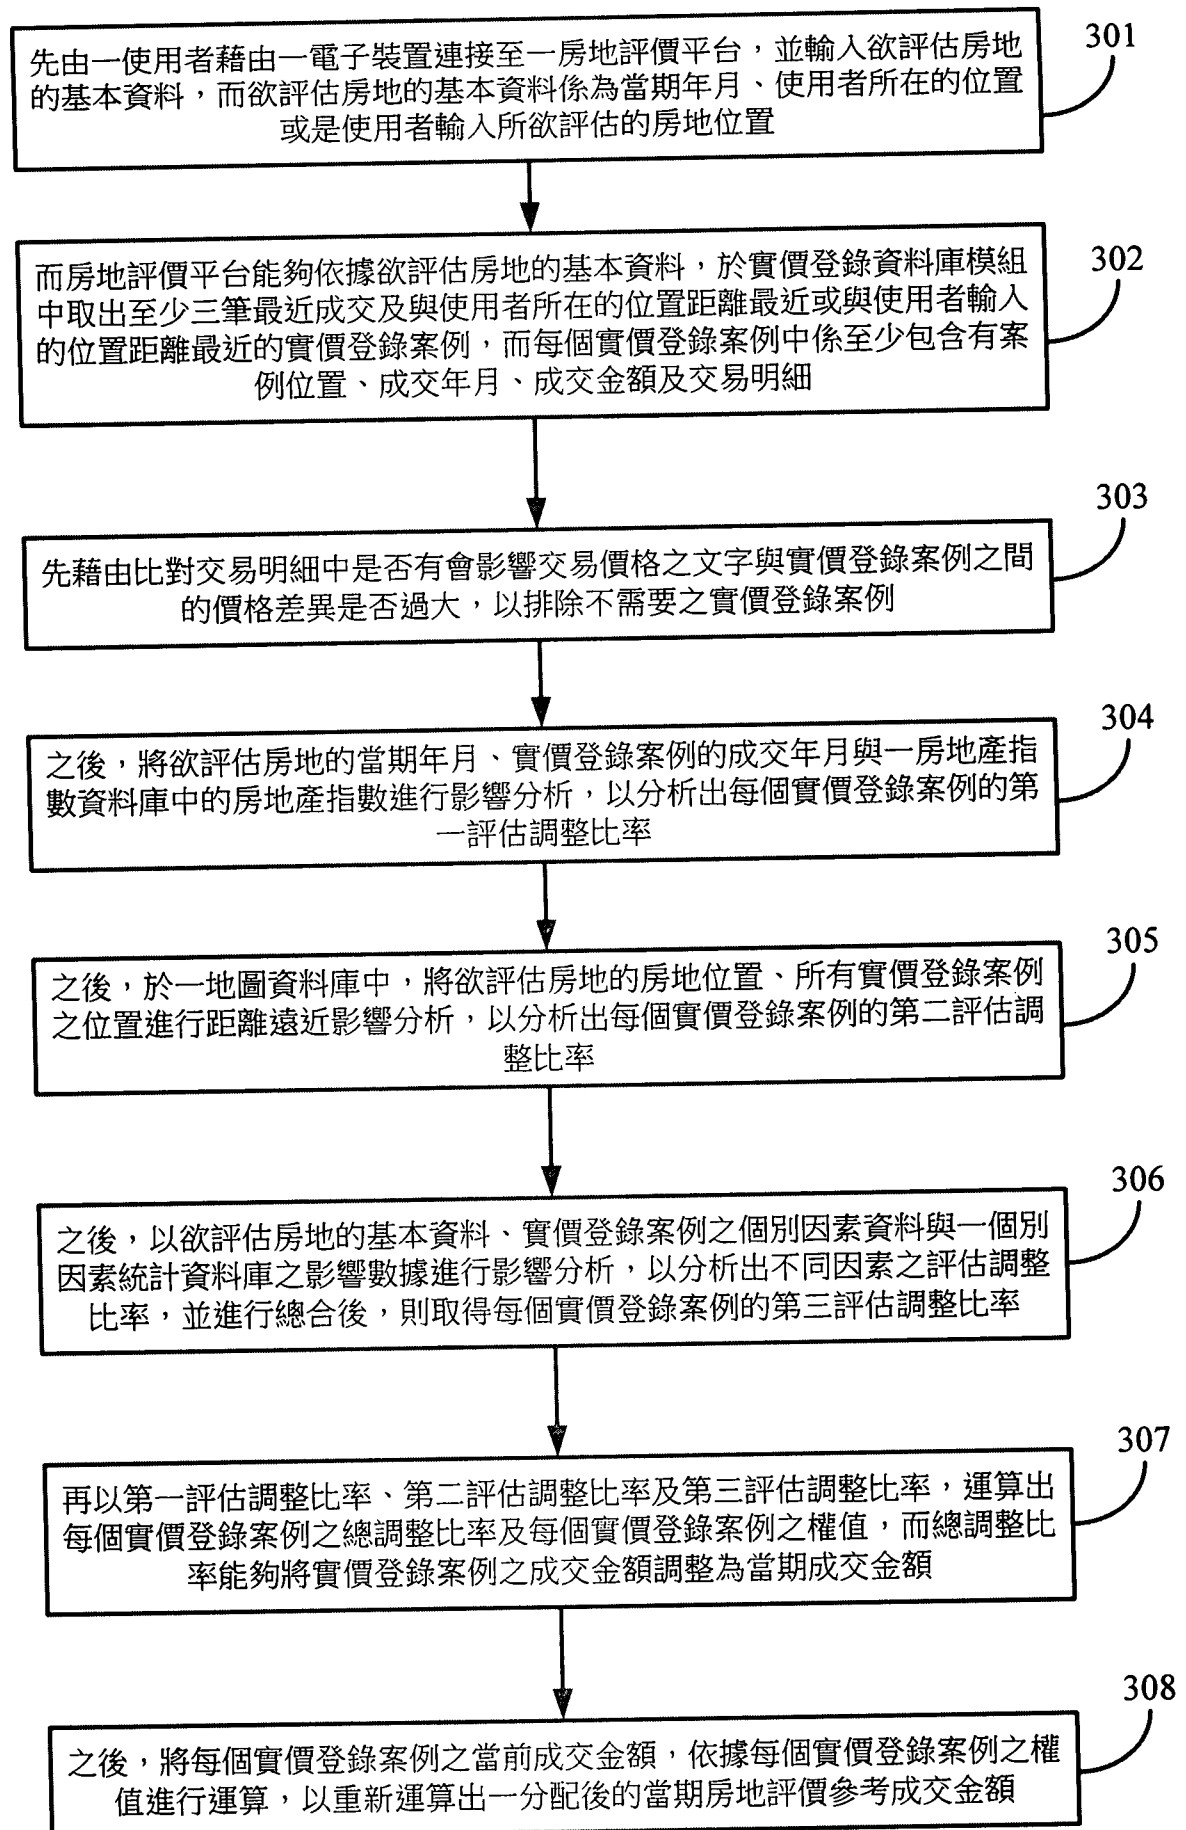 先由一使用者藉由一電子裝置連接至一房地評價平台，並輸入欲評估房地
的基本資料，而欲評估房地的基本資料係為當期年月、使用者所在的位置
或是使用者輸入所欲評估的房地位置
301
而房地評價平台能夠依據欲評估房地的基本資料，於實價登錄資料庫模組
中取出至少三筆最近成交及與使用者所在的位置距離最近或與使用者輸入
的位置距離最近的實價登錄案例，而每個實價登錄案例中係至少包含有案
例位置、成交年月、成交金額及交易明細
302
先藉由比對交易明細中是否有會影響交易價格之文字與實價登錄案例之間
的價格差異是否過大，以排除不需要之實價登錄案例
303
之後，將欲評估房地的當期年月、實價登錄案例的成交年月與一房地產指
數資料庫中的房地產指數進行影響分析，以分析出每個實價登錄案例的第
一評估調整比率
304
之後，於一地圖資料庫中，將欲評估房地的房地位置、所有實價登錄案例
之位置進行距離遠近影響分析，以分析出每個實價登錄案例的第二評估調
整比率
305
之後，以欲評估房地的基本資料、實價登錄案例之個別因素資料與一個別
因素統計資料庫之影響數據進行影響分析，以分析出不同因素之評估調整
比率，並進行總合後，則取得每個實價登錄案例的第三評估調整比率
306
再以第一評估調整比率、第二評估調整比率及第三評估調整比率，運算出
每個實價登錄案例之總調整比率及每個實價登錄案例之權值，而總調整比
率能夠將實價登錄案例之成交金額調整為當期成交金額
307
之後，將每個實價登錄案例之當前成交金額，依據每個實價登錄案例之權
值進行運算，以重新運算出一分配後的當期房地評價參考成交金額
308